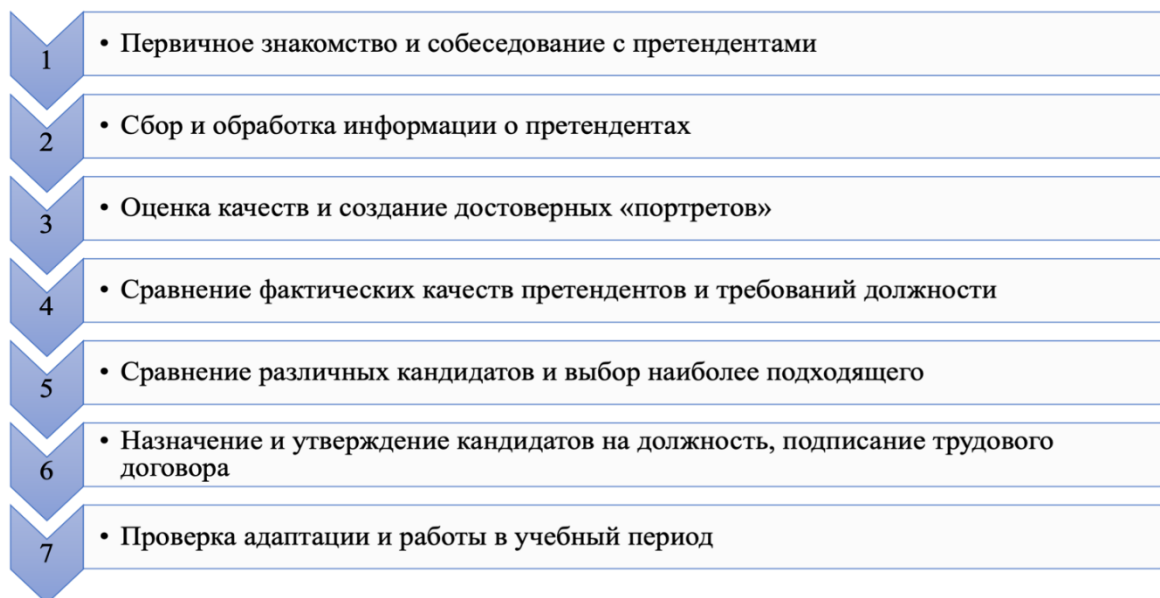 1
• Первичное знакомство и собеседование с претендентами
2
• Сбор и обработка информации о претендентах
3
• Оценка качеств и создание достоверных «портретов»
4
• Сравнение фактических качеств претендентов и требований должности
5
• Сравнение различных кандидатов и выбор наиболее подходящего
6
• Назначение и утверждение кандидатов на должность, подписание трудового
договора
7
• Проверка адаптации и работы в учебный период